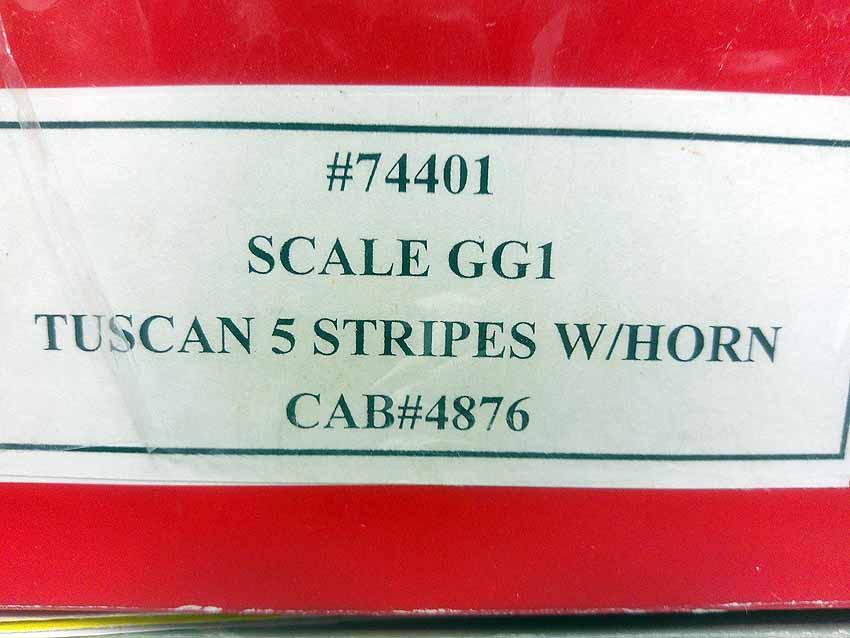 #74401
SCALE GG1
TUSCAN 5 STRIPES W/HORN
CAB#4876